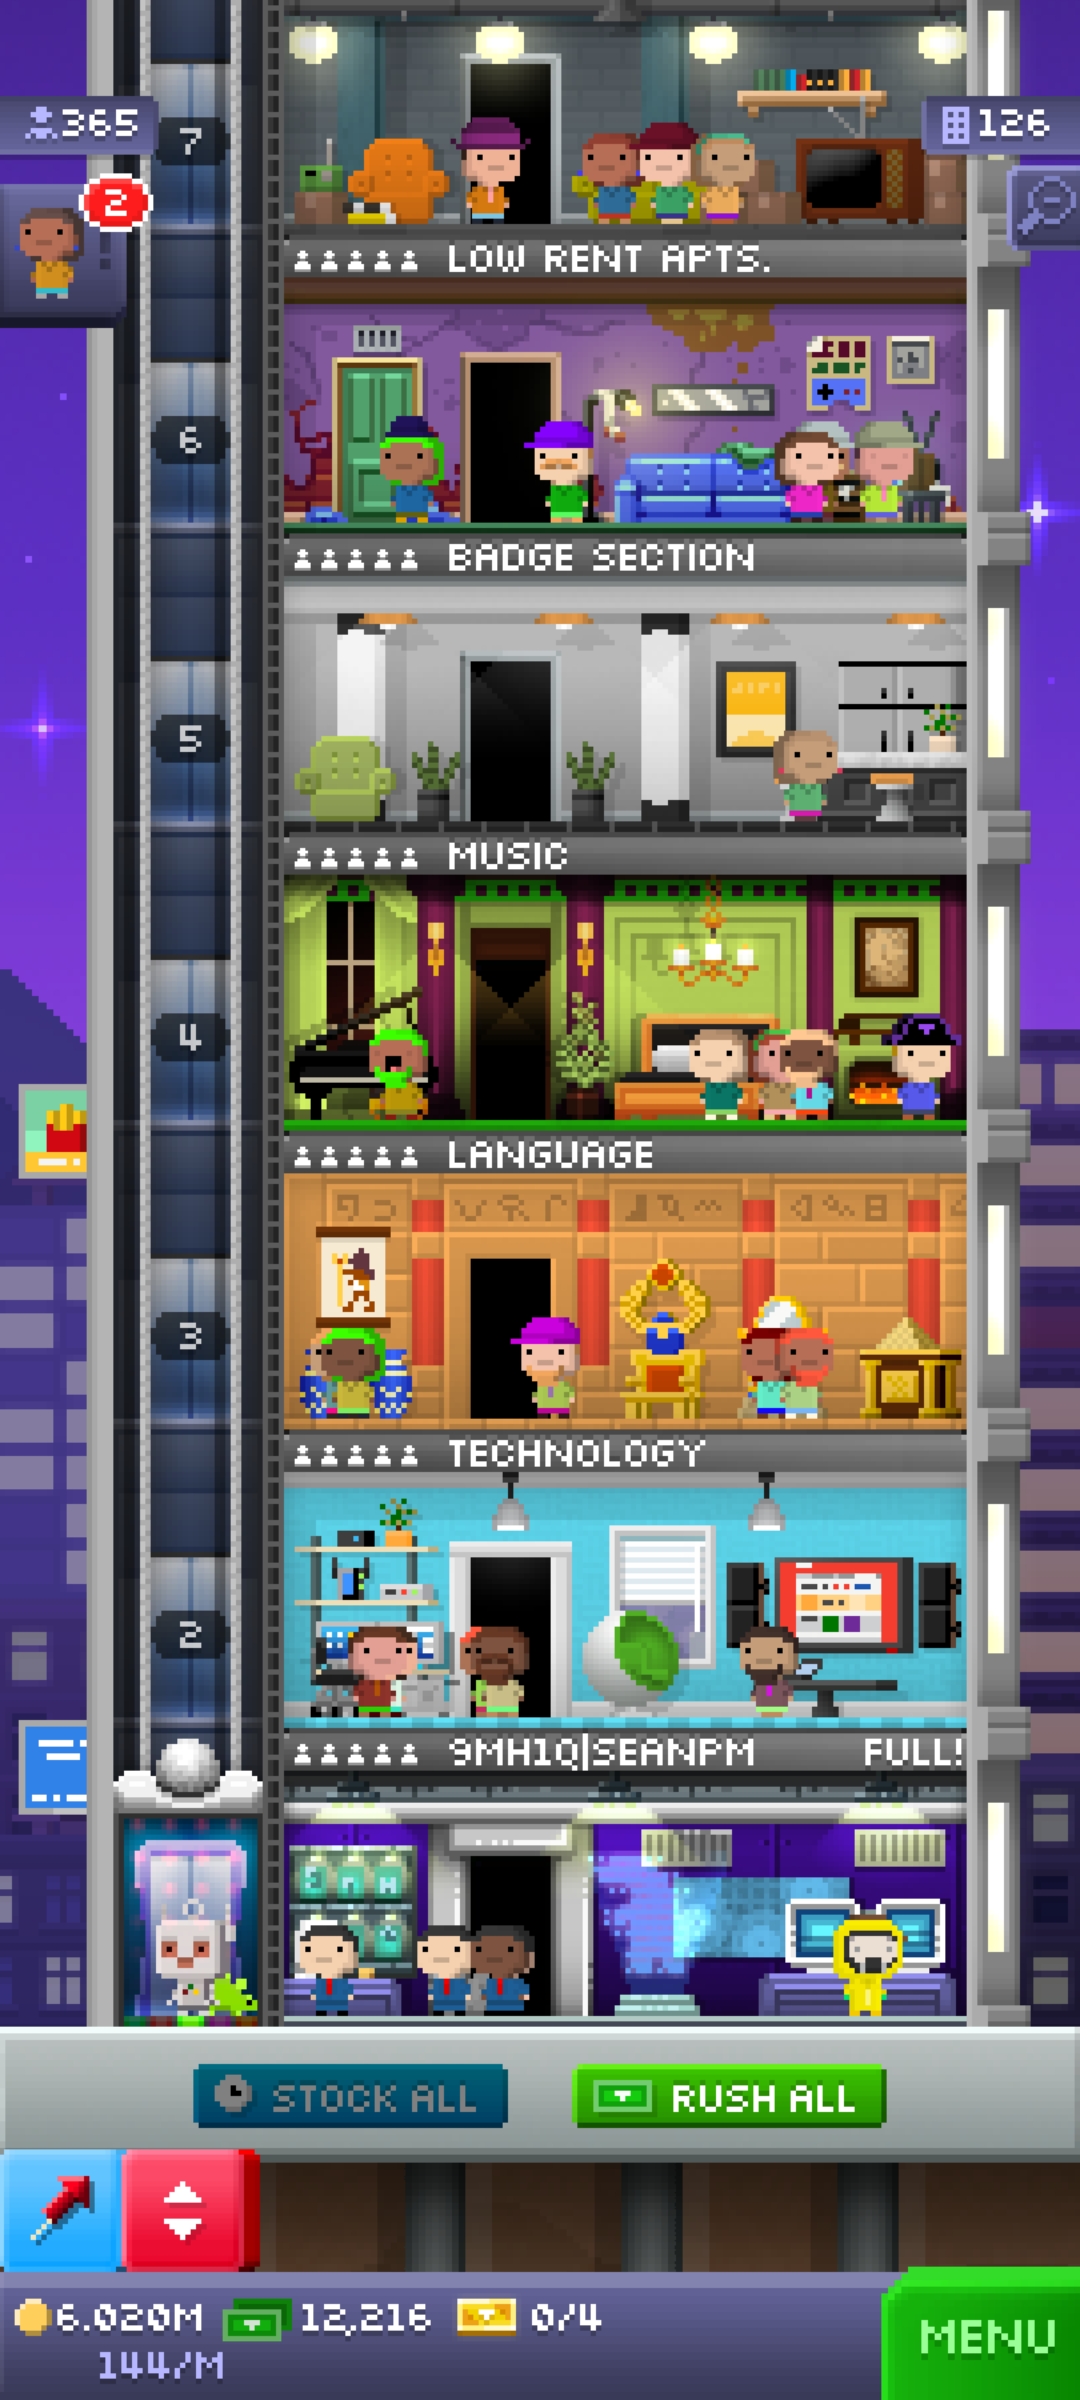 365
126
2
7
LOW RENT APTS.
6
BADGE SECTION
5
MUSIC
4
LANGUAGE
3
TECHNOLOGY
2
9MH1Q|SEANPM FULL!
STOCK ALL
RUSH ALL
6.020M 12,216 0/4
144/M
MENU